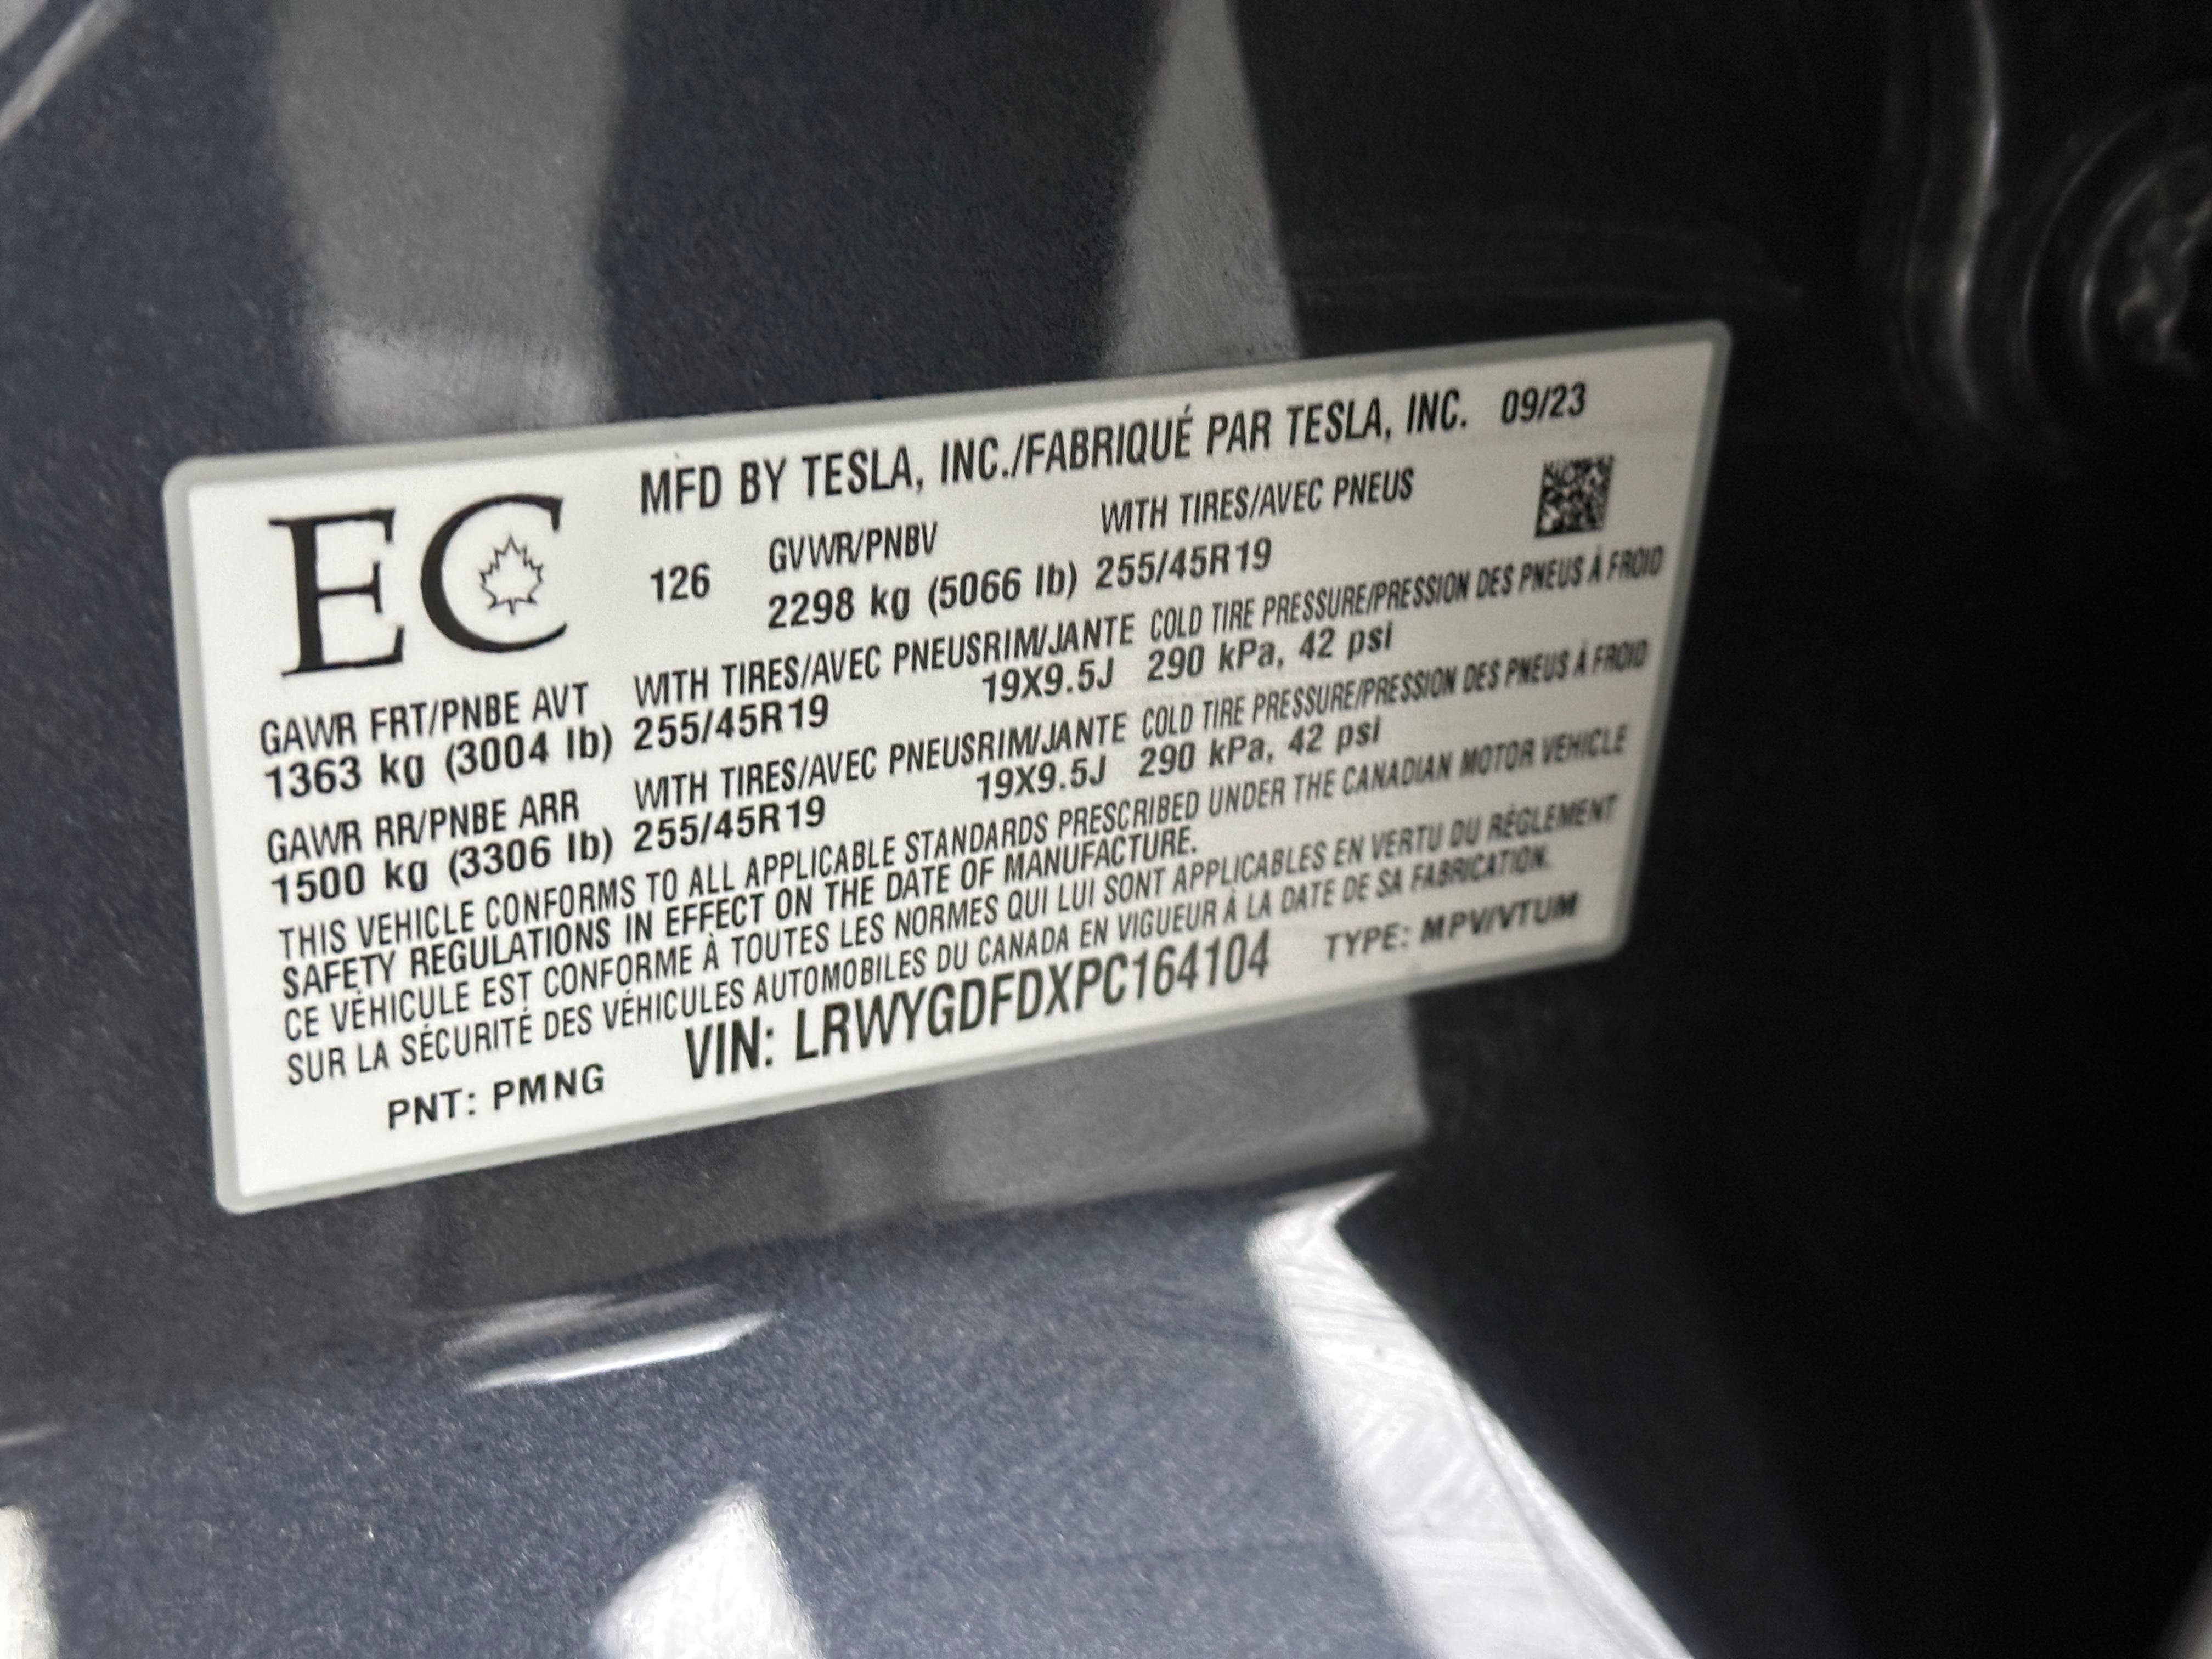 MFD BY TESLA, INC./FABRIQUÉ PAR TESLA, INC. 09/23
EC
126
GVWR/PNBV WITH TIRES/AVEC PNEUS
2298 kg (5066 lb) 255/45R19
GAWR FRT/PNBE AVT WITH TIRES/AVEC PNEUSRIM/JANTE COLD TIRE PRESSURE/PRESSION DES PNEUS À FROID
1363 kg (3004 lb) 255/45R19 19X9.5J 290 kPa, 42 psi
GAWR RR/PNBE ARR WITH TIRES/AVEC PNEUSRIM/JANTE COLD TIRE PRESSURE/PRESSION DES PNEUS À FROID
1500 kg (3306 lb) 255/45R19 19X9.5J 290 kPa, 42 psi
THIS VEHICLE CONFORMS TO ALL APPLICABLE STANDARDS PRESCRIBED UNDER THE CANADIAN MOTOR VEHICLE
SAFETY REGULATIONS IN EFFECT ON THE DATE OF MANUFACTURE.
CE VÉHICULE EST CONFORME À TOUTES LES NORMES QUI LUI SONT APPLICABLES EN VERTU DU RÈGLEMENT
SUR LA SÉCURITÉ DES VÉHICULES AUTOMOBILES DU CANADA EN VIGUEUR À LA DATE DE SA FABRICATION.
PNT: PMNG VIN: LRWYGDFDXPC164104 TYPE: MPV/VTUM